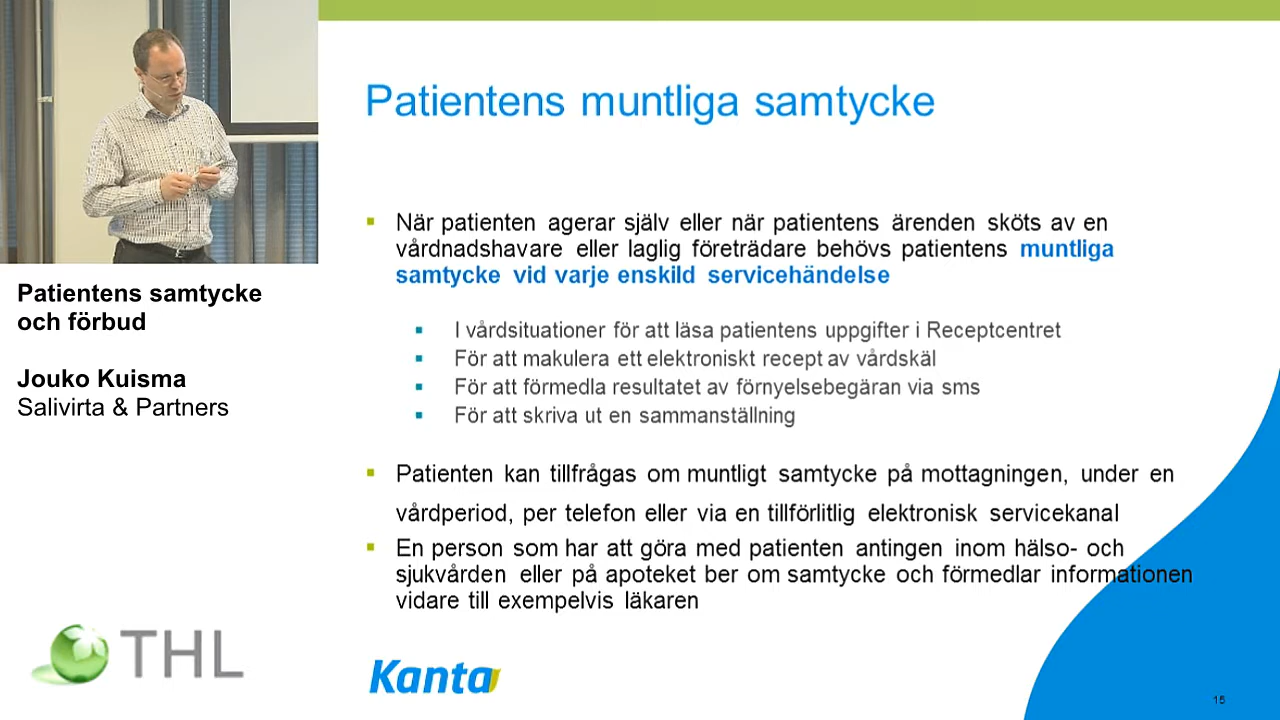 Patientens muntliga samtycke
När patienten agerar själv eller när patientens ärenden sköts av en
vårdnadshavare eller laglig företrädare behövs patientens muntliga
samtycke vid varje enskild servicehändelse
I vårdsituationer för att läsa patientens uppgifter i Receptcentret
För att makulera ett elektroniskt recept av vårdskäl
För att förmedla resultatet av förnyelsebegäran via sms
För att skriva ut en sammanställning
Patienten kan tillfrågas om muntligt samtycke på mottagningen, under en
vårdperiod, per telefon eller via en tillförlitlig elektronisk servicekanal
En person som har att göra med patienten antingen inom hälso- och
sjukvården eller på apoteket ber om samtycke och förmedlar informationen
vidare till exempelvis läkaren
Patientens samtycke
och förbud
Jouko Kuisma
Salivirta & Partners
THL
Kanta
15